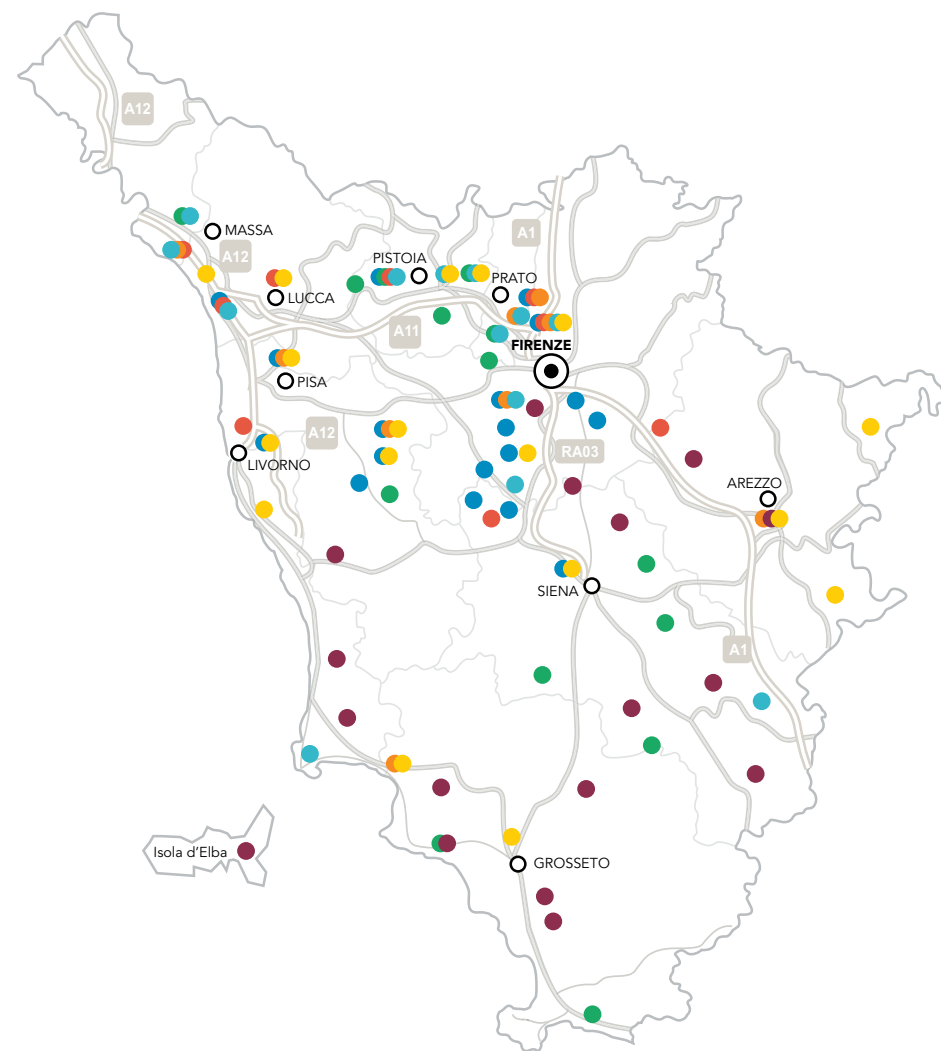 A12
MASSA
A12
A1
PISTOIA
PRATO
LUCCA
A11
FIRENZE
PISA
A12
RA03
LIVORNO
AREZZO
SIENA
A1
Isola d'Elba
GROSSETO